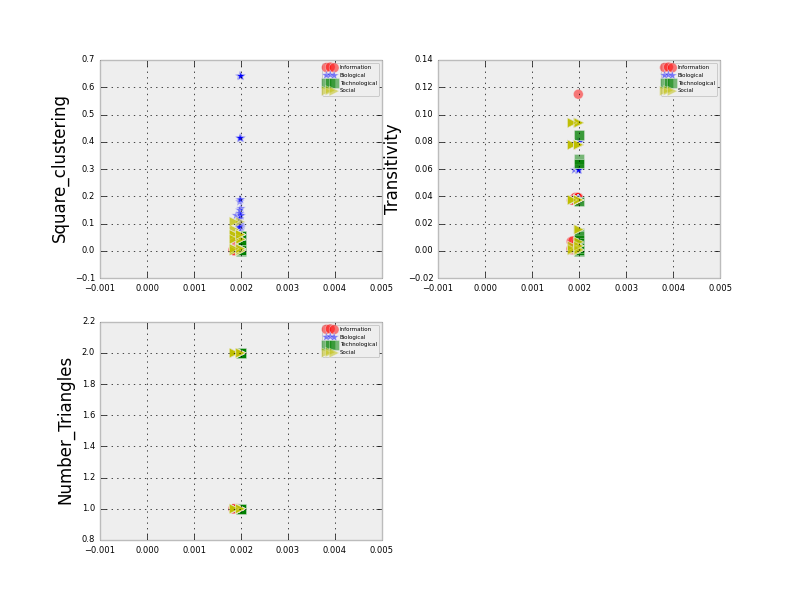 Square_clustering
0.7
0.6
0.5
0.4
0.3
0.2
0.1
0.0
−0.1
−0.001 0.000 0.001 0.002 0.003 0.004 0.005
Information
Biological
Technological
Social
Transitivity
0.14
0.12
0.10
0.08
0.06
0.04
0.02
0.00
−0.02
−0.001 0.000 0.001 0.002 0.003 0.004 0.005
Information
Biological
Technological
Social
Number_Triangles
2.2
2.0
1.8
1.6
1.4
1.2
1.0
0.8
−0.001 0.000 0.001 0.002 0.003 0.004 0.005
Information
Biological
Technological
Social